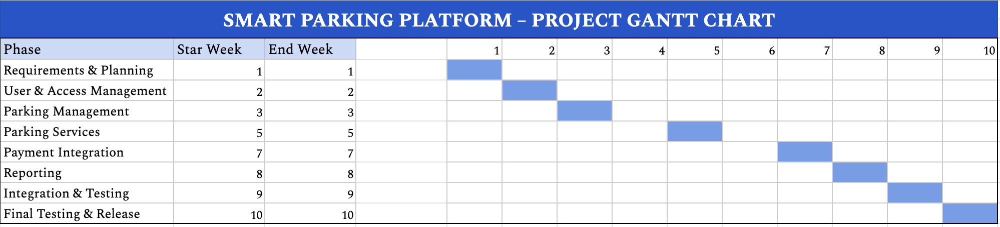 SMART PARKING PLATFORM – PROJECT GANTT CHART
Phase Star Week End Week 1 2 3 4 5 6 7 8 9 10
Requirements & Planning 1 1
User & Access Management 2 2
Parking Management 3 3
Parking Services 5 5
Payment Integration 7 7
Reporting 8 8
Integration & Testing 9 9
Final Testing & Release 10 10